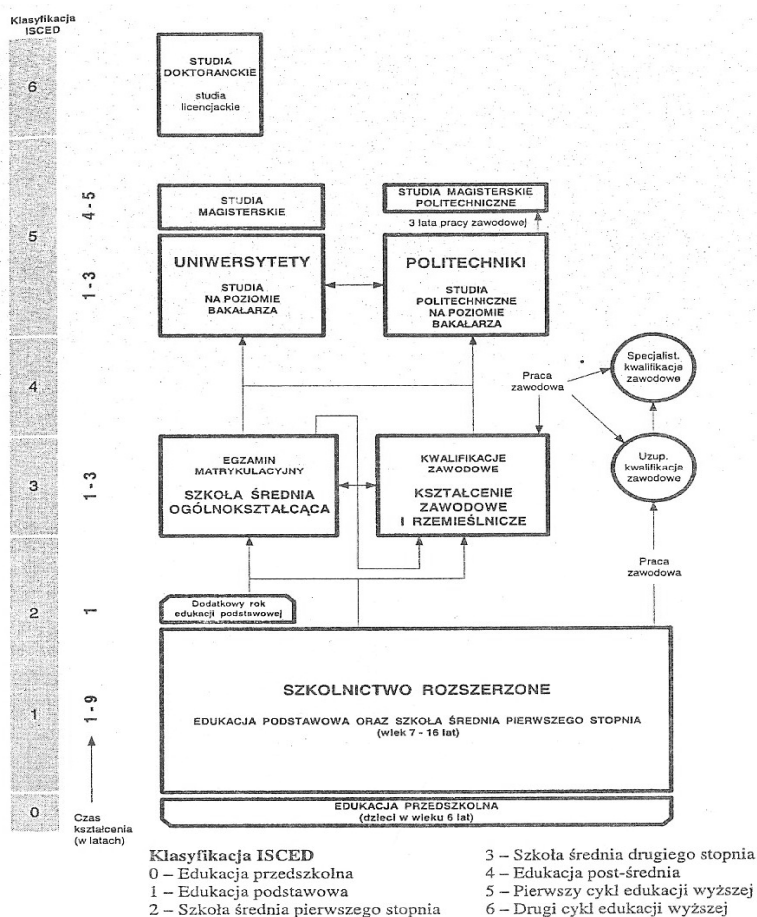 Klasyfikacja
ISCED
6
5
4
3
2
1
0
4 - 5
1 - 3
1 - 3
1
1 - 9
Czas
kształcenia
(w latach)
STUDIA
DOKTORANCKIE
studia
licencjackie
STUDIA
MAGISTERSKIE
STUDIA MAGISTERSKIE
POLITECHNICZNE
3 lata pracy zawodowej
UNIWERSYTETY
STUDIA
NA POZIOMIE
BAKAŁARZA
POLITECHNIKI
STUDIA
POLITECHNICZNE
NA POZIOMIE
BAKAŁARZA
Praca
zawodowa
Specjalist.
kwalifikacje
zawodowe
EGZAMIN
MATRYKULACYJNY
SZKOŁA ŚREDNIA
OGÓLNOKSZTAŁCĄCA
KWALIFIKACJE
ZAWODOWE
KSZTAŁCENIE
ZAWODOWE
I RZEMIEŚLNICZE
Uzup.
kwalifikacje
zawodowe
Praca
zawodowa
Dodatkowy rok
edukacji podstawowej
SZKOLNICTWO ROZSZERZONE
EDUKACJA PODSTAWOWA ORAZ SZKOŁA ŚREDNIA PIERWSZEGO STOPNIA
(wiek 7 - 16 lat)
EDUKACJA PRZEDSZKOLNA
(dzieci w wieku 6 lat)
Klasyfikacja ISCED
0 – Edukacja przedszkolna
1 – Edukacja podstawowa
2 – Szkoła średnia pierwszego stopnia
3 – Szkoła średnia drugiego stopnia
4 – Edukacja post-średnia
5 – Pierwszy cykl edukacji wyższej
6 – Drugi cykl edukacji wyższej